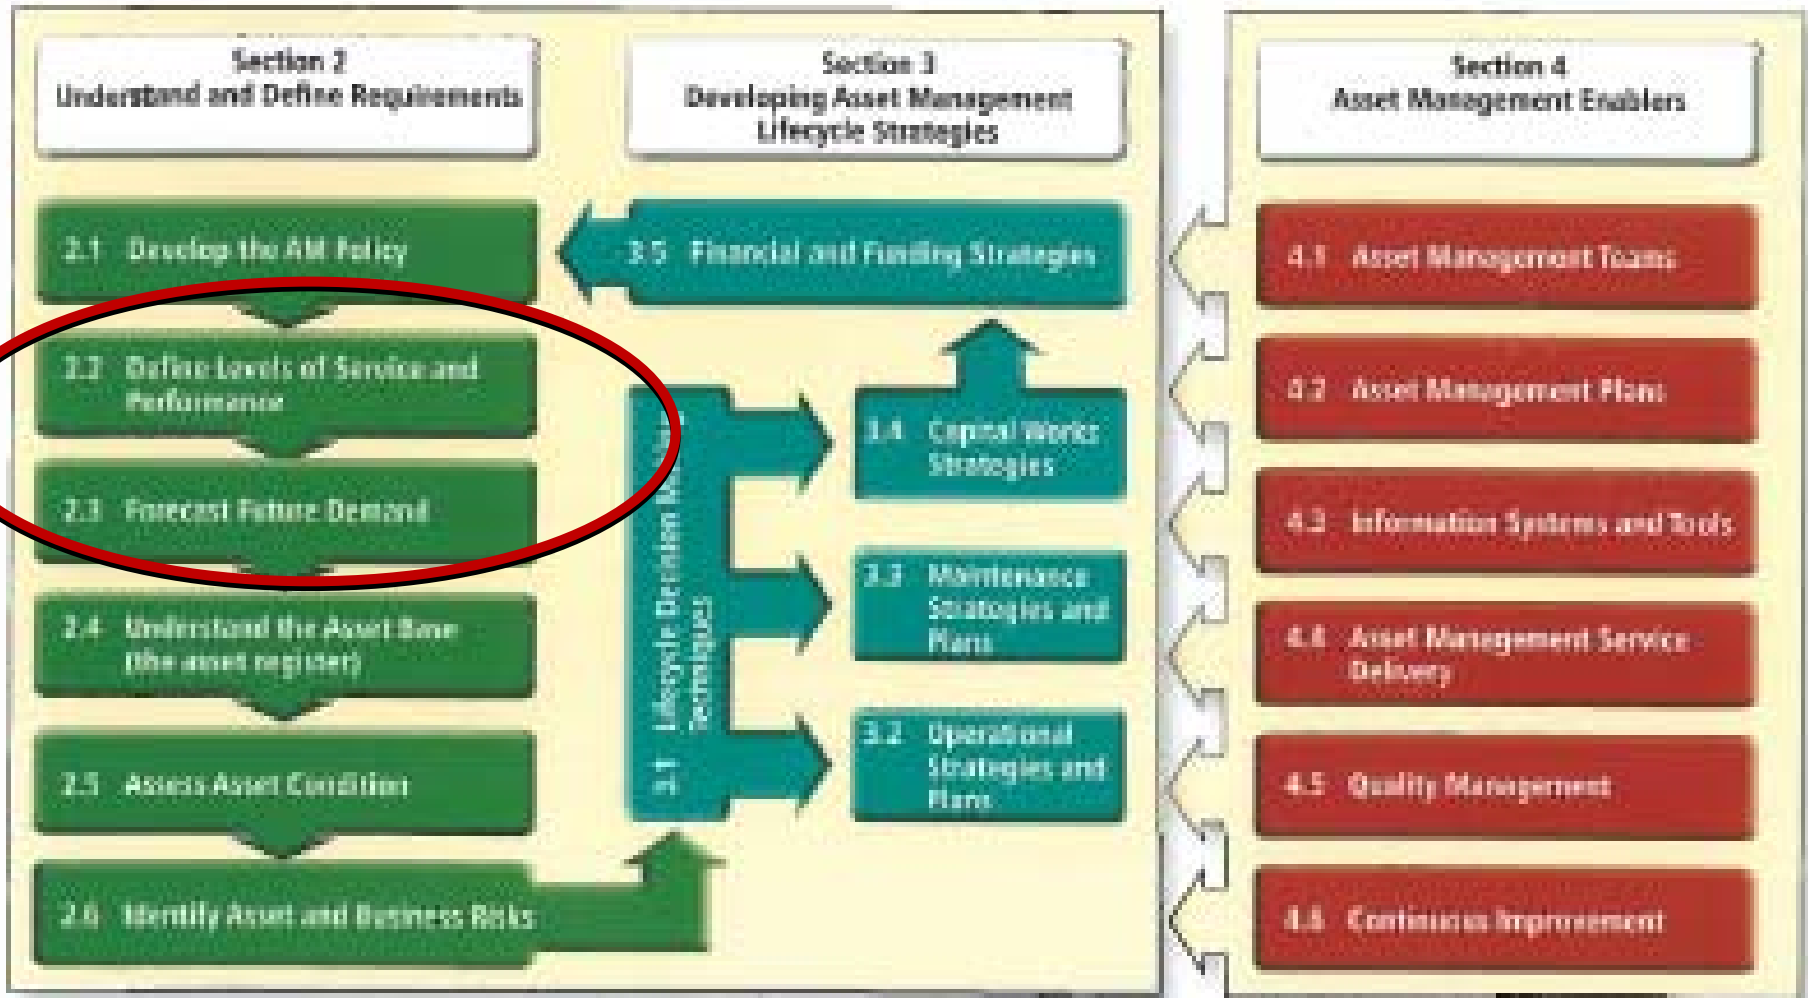 Section 2
Understand and Define Requirements
2.1 Develop the AM Policy
2.2 Define Levels of Service and
Performance
2.3 Forecast Future Demand
2.4 Understand the Asset Base
(the asset register)
2.5 Assess Asset Condition
2.6 Identify Asset and Business Risks
Section 3
Developing Asset Management
Lifecycle Strategies
3.5 Financial and Funding Strategies
3.1 Lifecycle Decision
Techniques
3.4 Capital Works
Strategies
3.3 Maintenance
Strategies and
Plans
3.2 Operational
Strategies and
Plans
Section 4
Asset Management Enablers
4.1 Asset Management Teams
4.2 Asset Management Plans
4.3 Information Systems and Tools
4.4 Asset Management Service
Delivery
4.5 Quality Management
4.6 Continuous Improvement